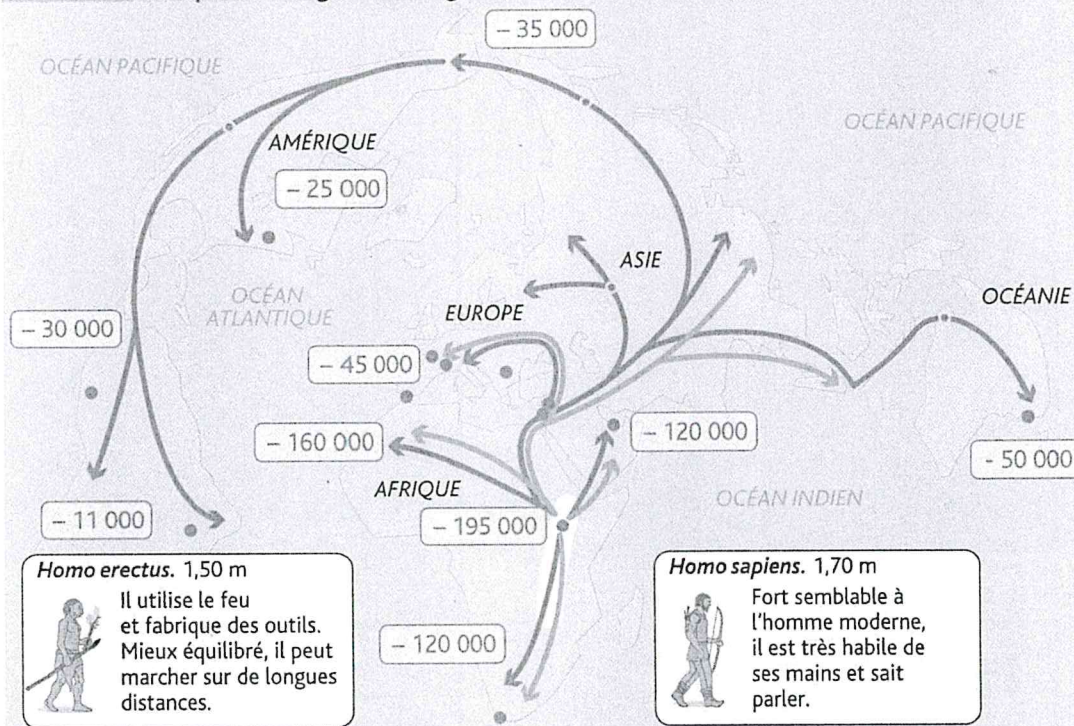 – 35 000
OCÉAN PACIFIQUE
OCÉAN PACIFIQUE
AMÉRIQUE
– 25 000
ASIE
OCÉAN
ATLANTIQUE
EUROPE
OCÉANIE
– 30 000
– 45 000
– 160 000
– 120 000
- 50 000
AFRIQUE
OCÉAN INDIEN
– 195 000
– 11 000
Homo erectus. 1,50 m
Il utilise le feu
et fabrique des outils.
Mieux équilibré, il peut
marcher sur de longues
distances.
– 120 000
Homo sapiens. 1,70 m
Fort semblable à
l'homme moderne,
il est très habile de
ses mains et sait
parler.